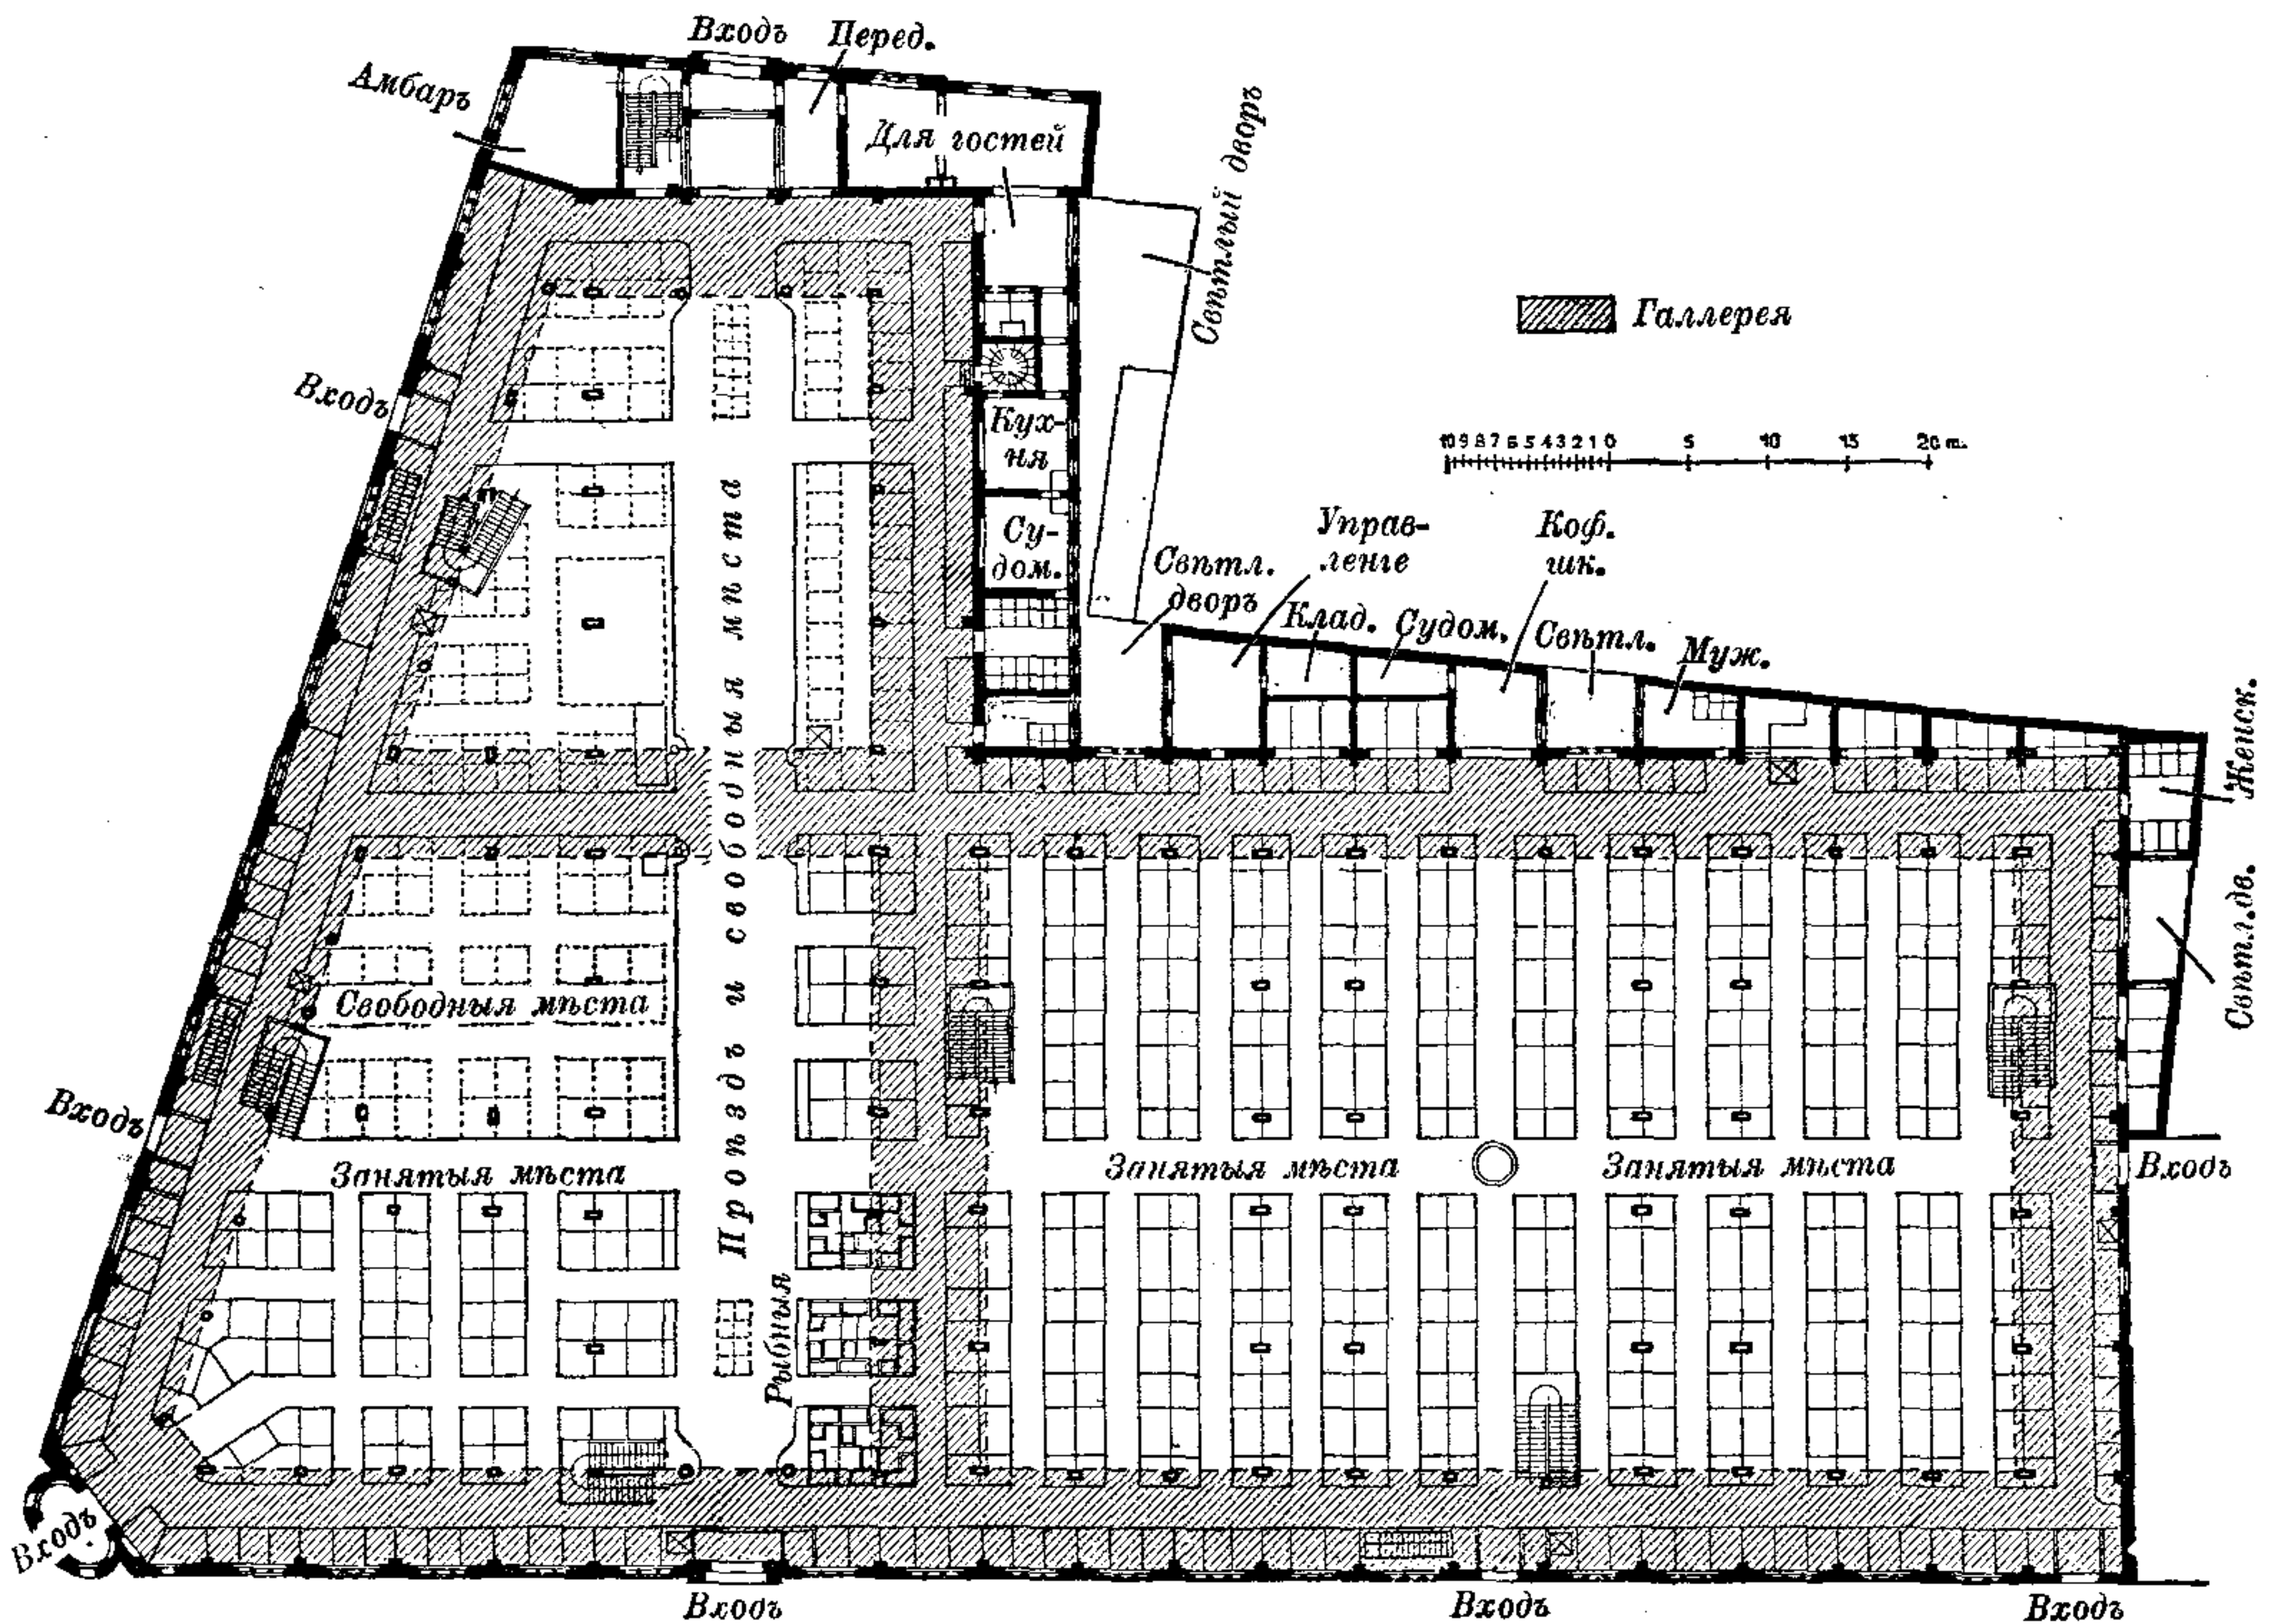 Входъ
Перед.
Амбаръ
Для гостей
Свѣтлый дворъ
Галлерея
Входъ
10 9 8 7 6 5 4 3 2 1 0 5 10 15 20 m.
Кух-
ня
Су-
дом.
Свѣтл.
дворъ
Управ-
ленге
Коф.
шк.
Клад.
Судом.
Свѣтл.
Муж.
Женск.
Свѣтл. дв.
Проѣздъ и свободныя мѣста
Свободныя мѣста
Входъ
Занятыя мѣста
Занятыя мѣста
Занятыя мѣста
Входъ
Рыбныя
Входъ
Входъ
Входъ
Входъ